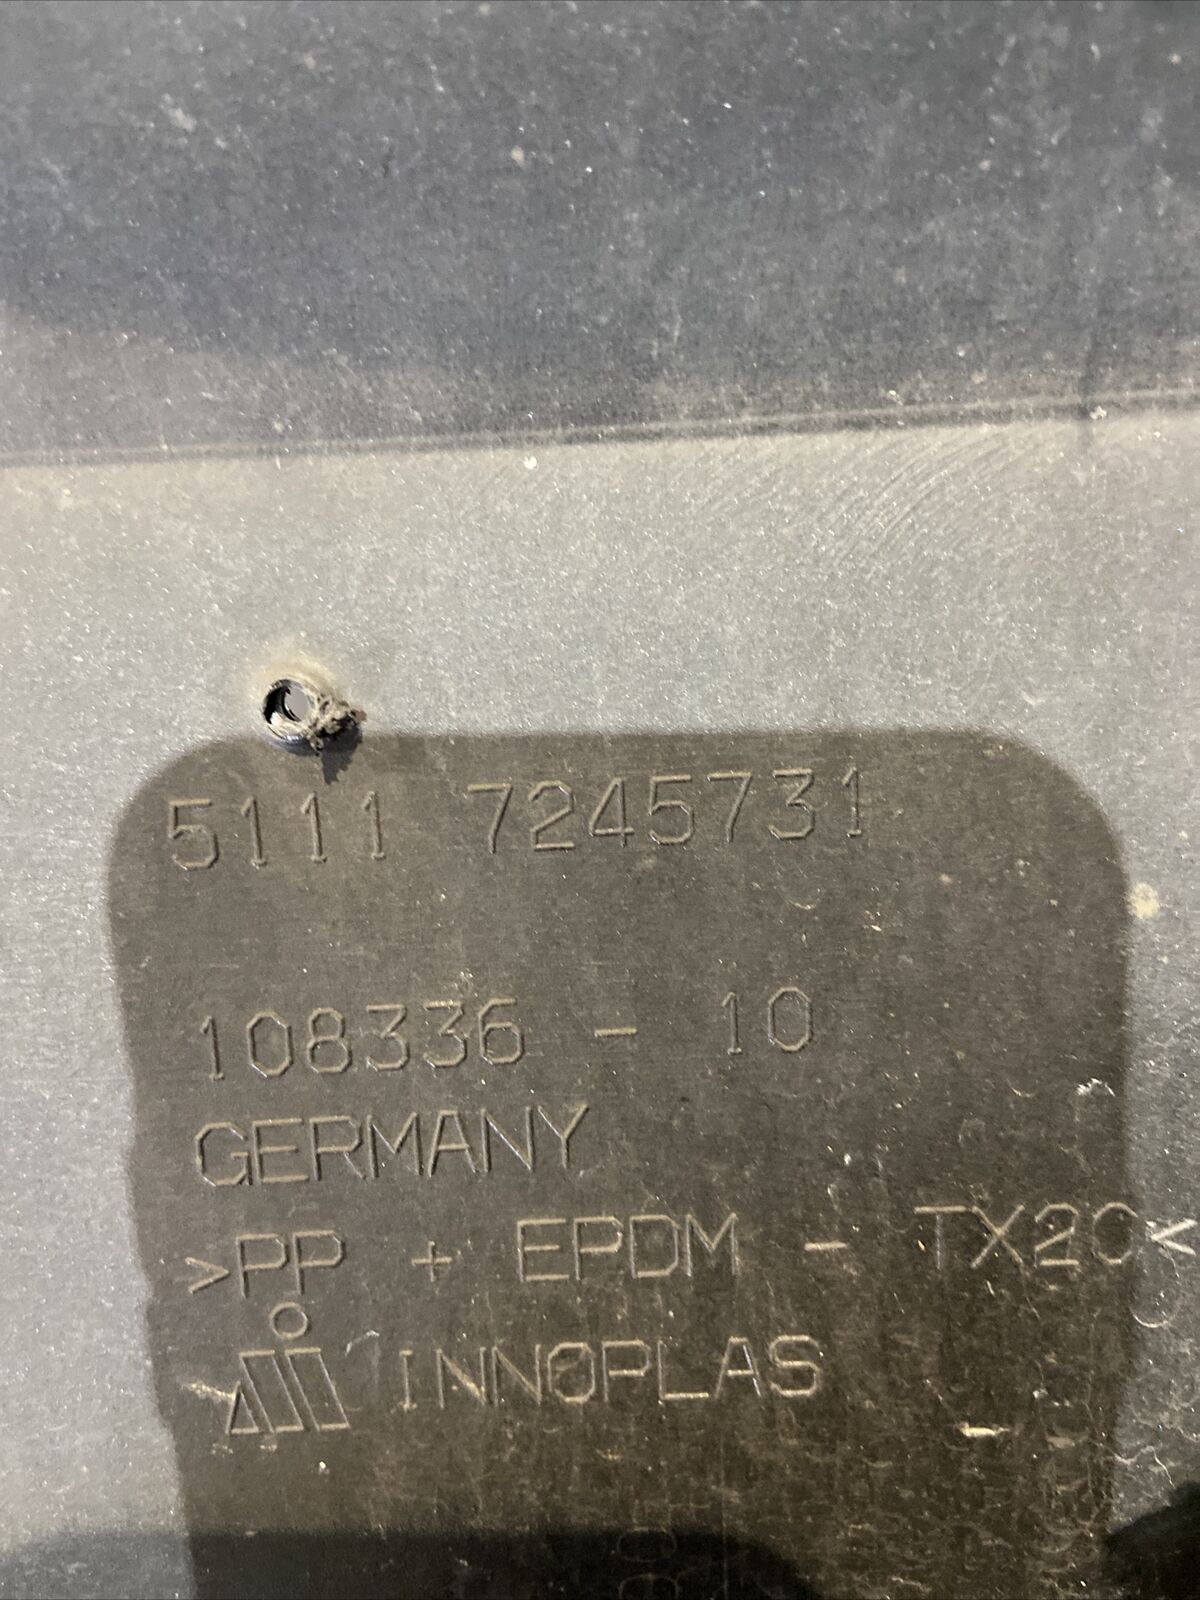 5111 7245731
108336 - 10
GERMANY
>PP + EPDM - TX20<
INNOPLAS